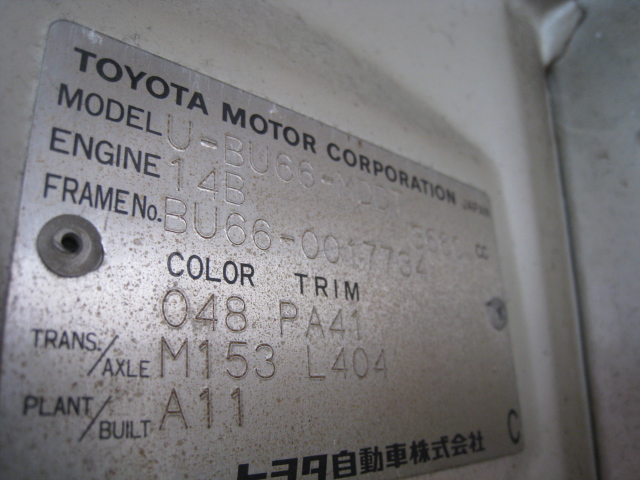 TOYOTA MOTOR CORPORATION JAPAN
MODEL
ENGINE 14B CC
FRAME No. BU66-0017734
COLOR TRIM
048 PA41
TRANS./AXLE M153 L404
PLANT/BUILT A11
トヨタ自動車株式会社 C